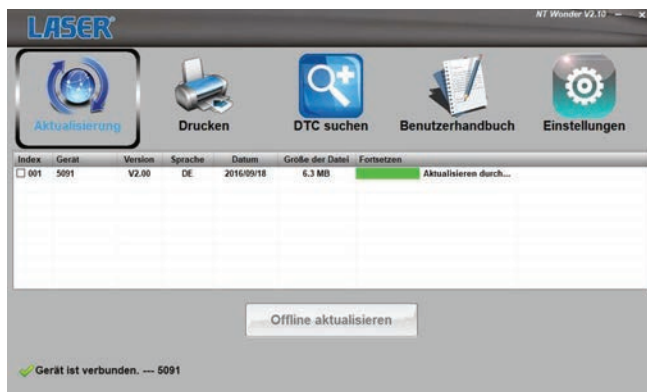 NT Wonder V2.10
LASER®
Aktualisierung Drucken DTC suchen Benutzerhandbuch Einstellungen
Index Gerät Version Sprache Datum Größe der Datei Fortsetzen
001 5091 V2.00 DE 2016/09/18 6.3 MB Aktualisieren durch...
Offline aktualisieren
Gerät ist verbunden. --- 5091